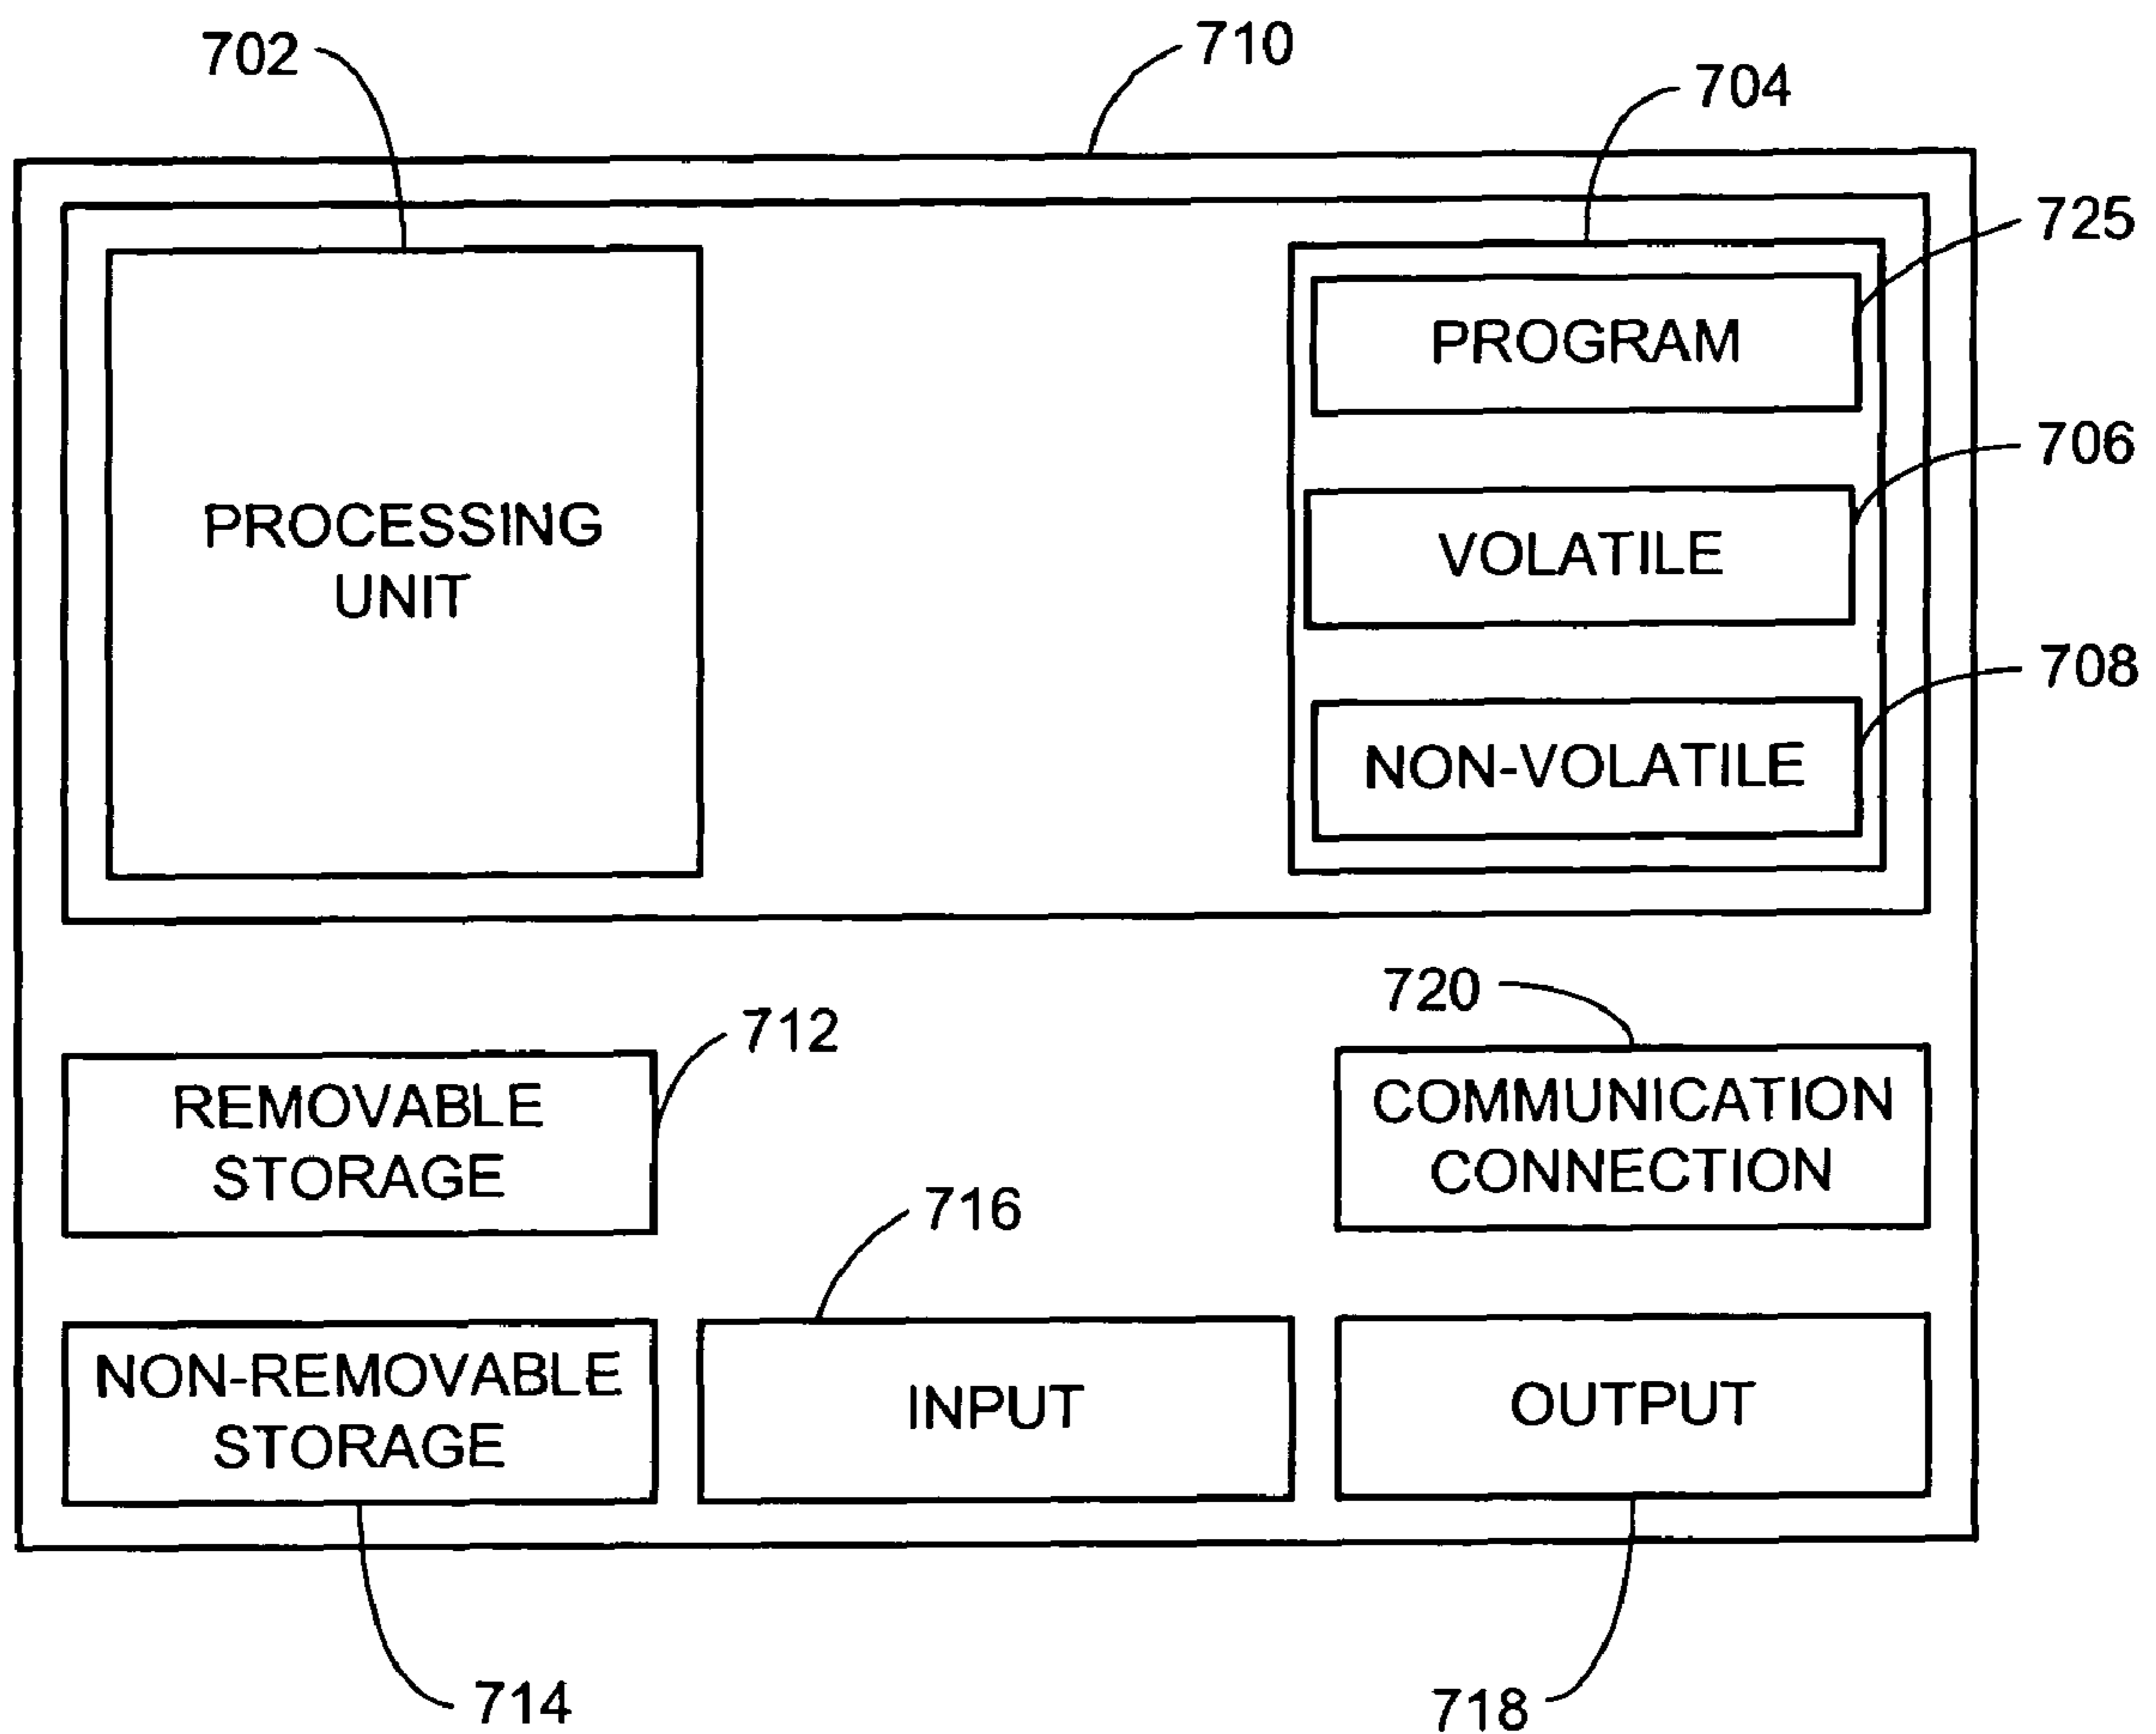 702
710
704
725
PROGRAM
706
PROCESSING
UNIT
VOLATILE
708
NON-VOLATILE
720
712
REMOVABLE
STORAGE
COMMUNICATION
CONNECTION
716
NON-REMOVABLE
STORAGE
INPUT
OUTPUT
714
718